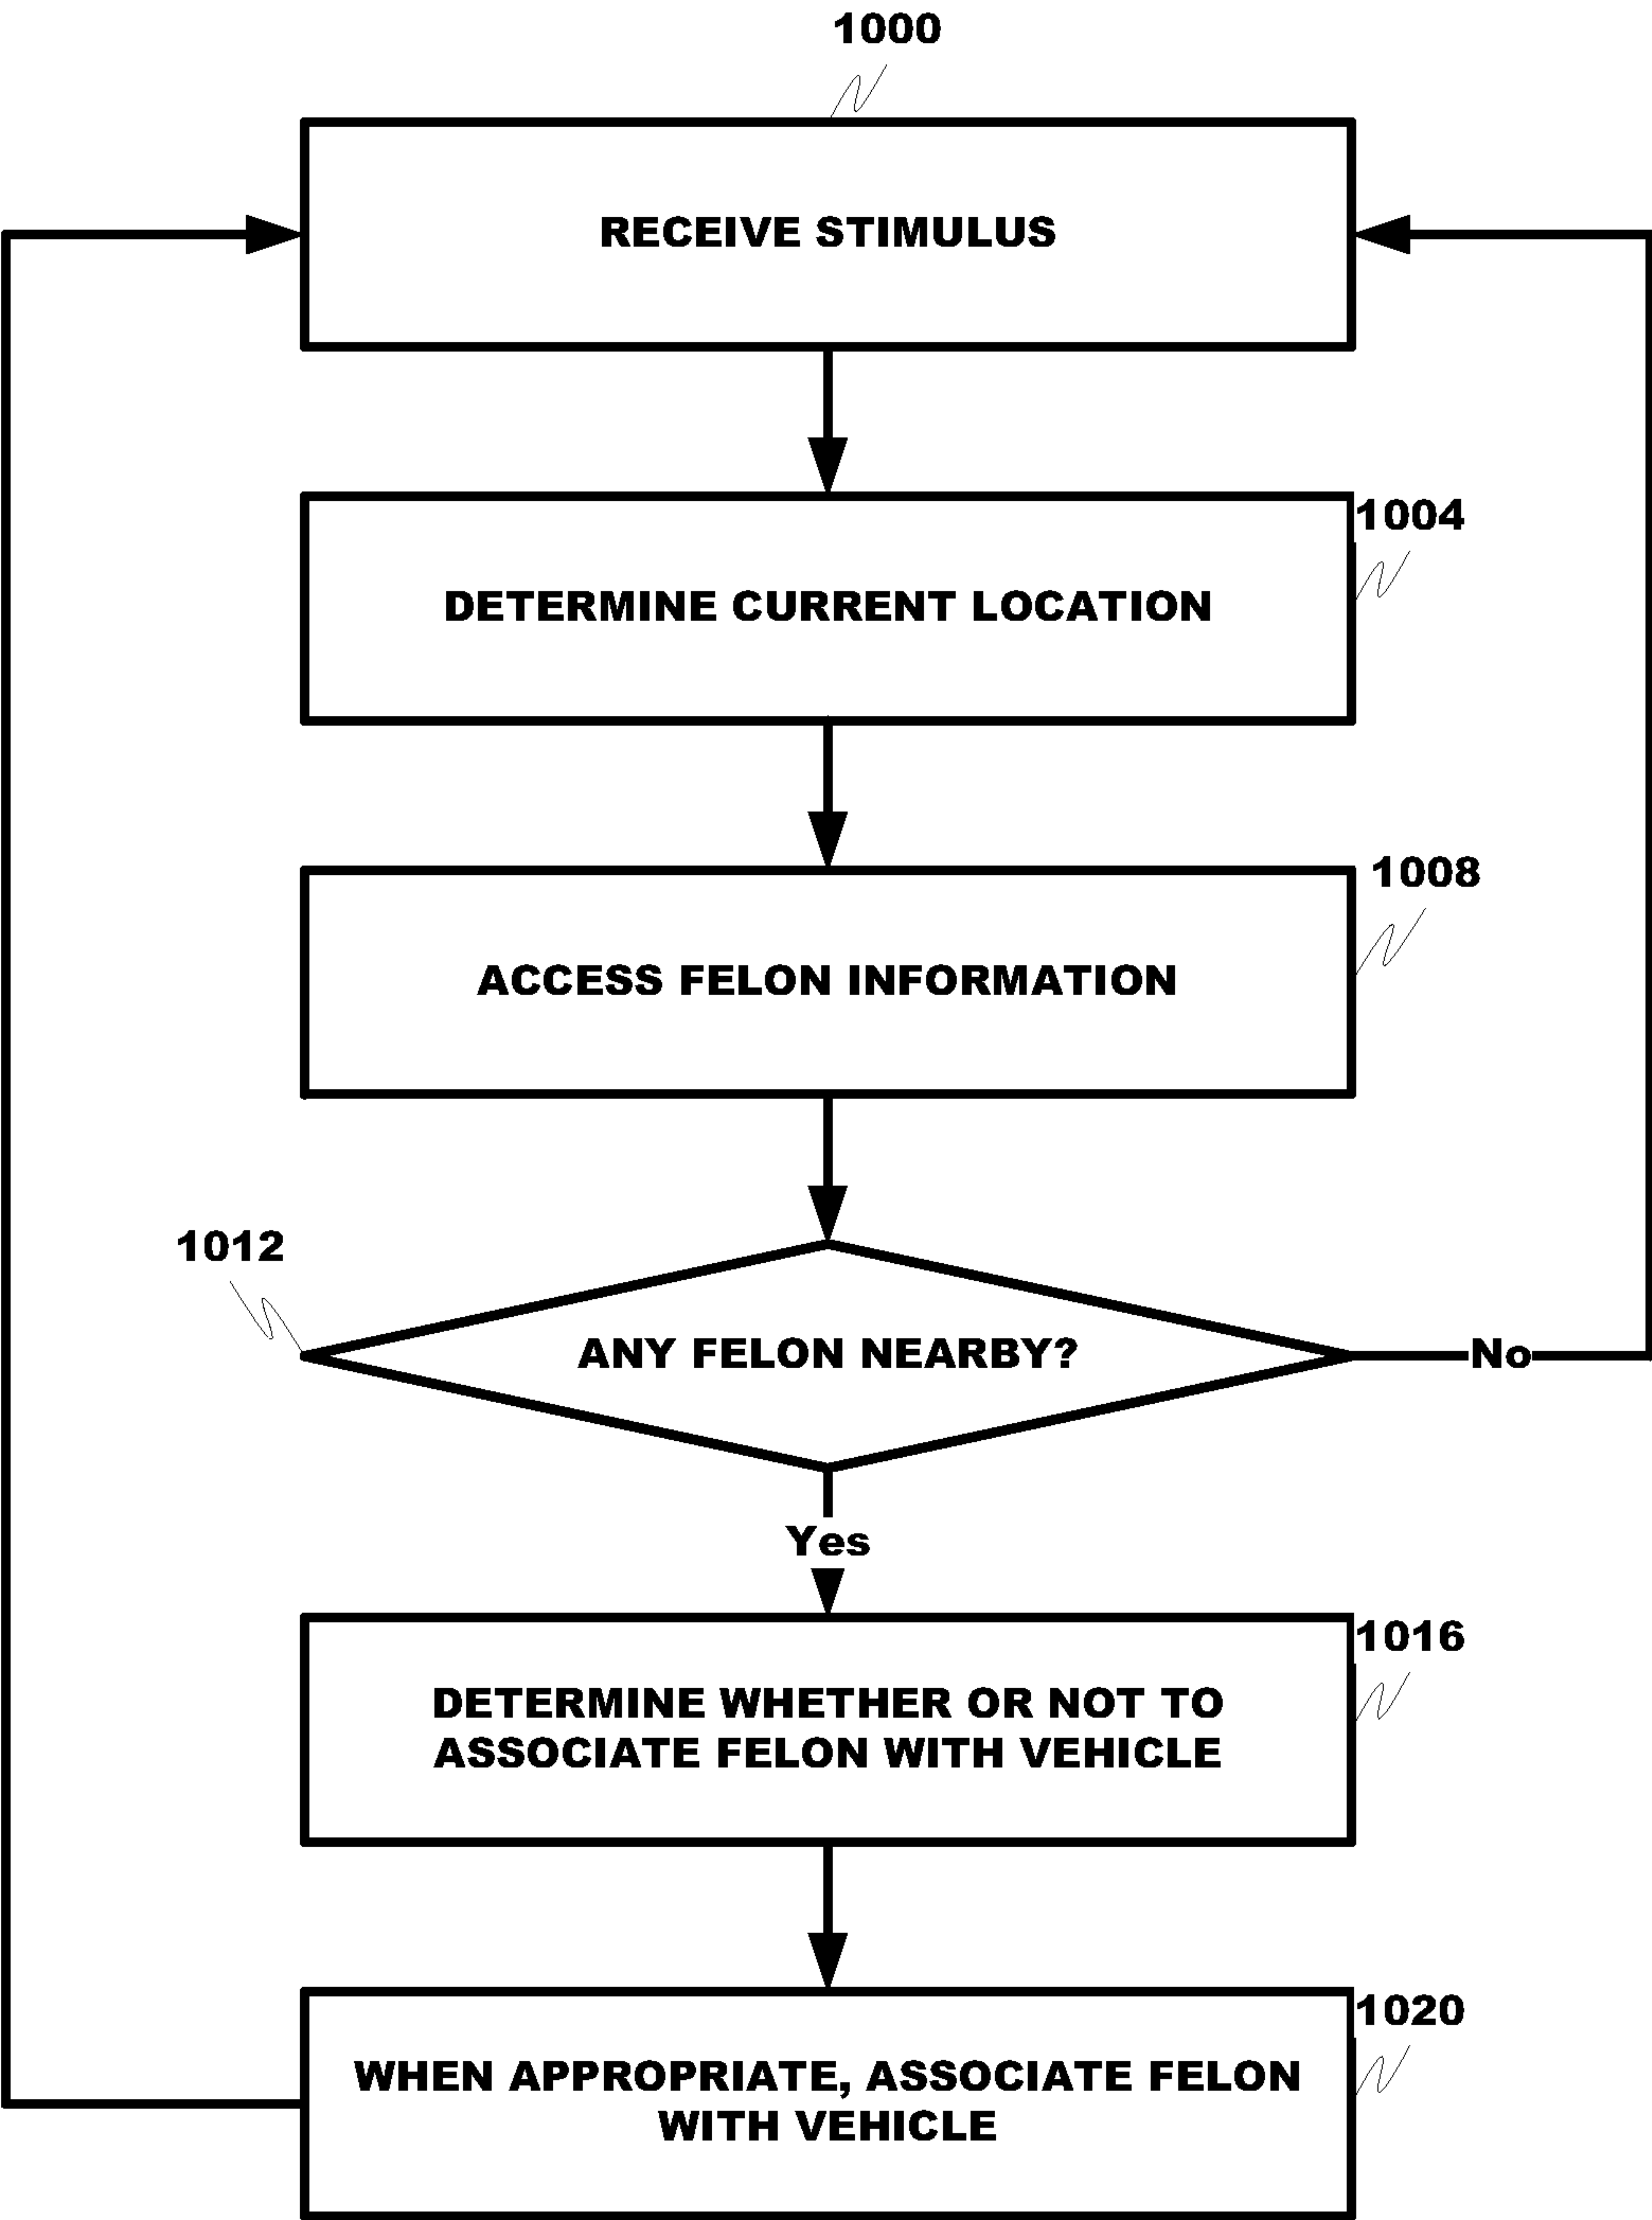 1000
RECEIVE STIMULUS
1004
DETERMINE CURRENT LOCATION
1008
ACCESS FELON INFORMATION
1012
ANY FELON NEARBY?
No
Yes
1016
DETERMINE WHETHER OR NOT TO
ASSOCIATE FELON WITH VEHICLE
1020
WHEN APPROPRIATE, ASSOCIATE FELON
WITH VEHICLE